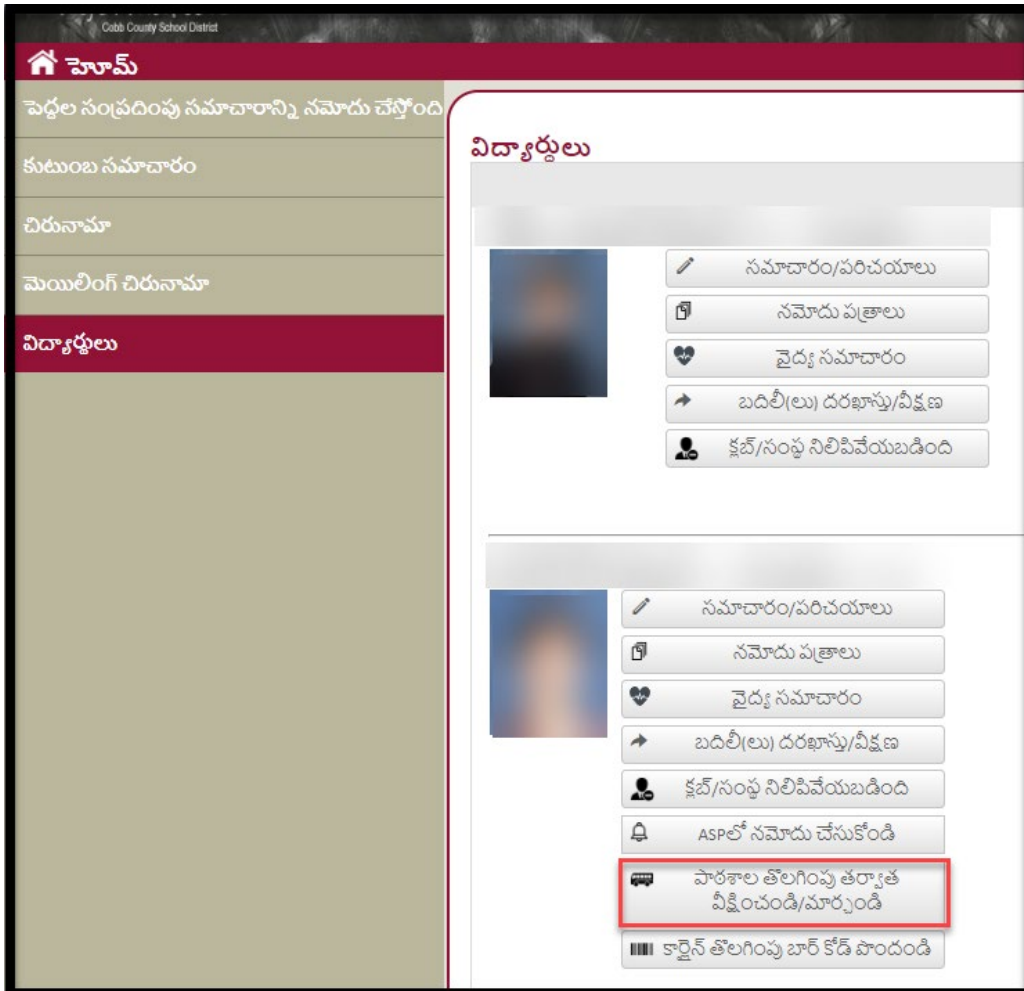 Cobb County School District
హెూమ్
పెద్దల సంప్రదింపు సమాచారాన్ని నమోదు చేస్తోంది
కుటుంబ సమాచారం
చిరునామా
మెయిలింగ్ చిరునామా
విద్యార్థులు
విద్యార్థులు
సమాచారం/పరిచయాలు
నమోదు పత్రాలు
వైద్య సమాచారం
బదిలీ(లు) దరఖాస్తు/వీక్షణ
క్లబ్/సంస్థ నిలిపివేయబడింది
సమాచారం/పరిచయాలు
నమోదు పత్రాలు
వైద్య సమాచారం
బదిలీ(లు) దరఖాస్తు/వీక్షణ
క్లబ్/సంస్థ నిలిపివేయబడింది
ASPలో నమోదు చేసుకోండి
పాఠశాల తొలగింపు తర్వాత
వీక్షించండి/మార్చండి
కార్లైన్ తొలగింపు బార్ కోడ్ పొందండి